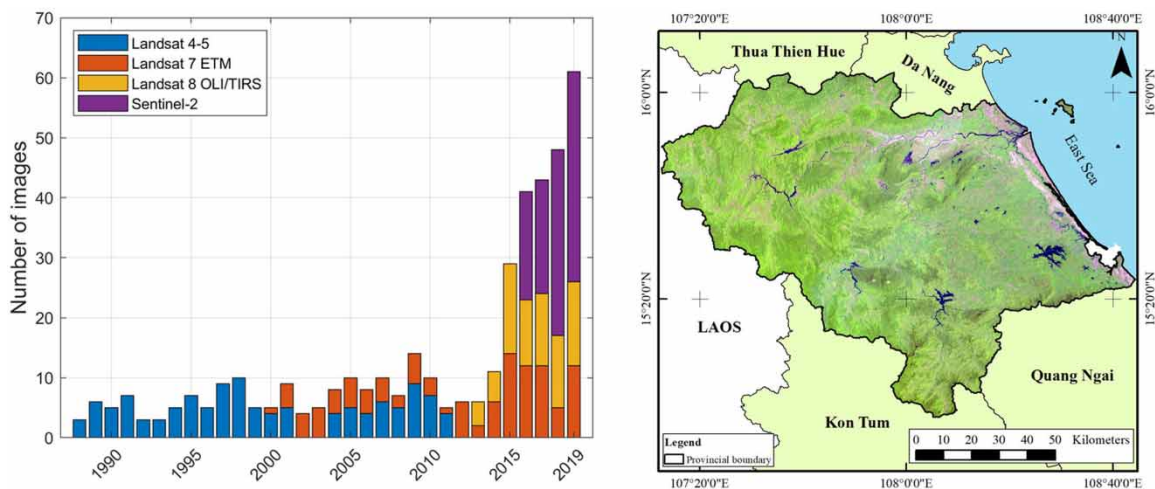 70
60
50
40
30
20
10
0
Number of images
Landsat 4-5
Landsat 7 ETM
Landsat 8 OLI/TIRS
Sentinel-2
1990
1995
2000
2005
2010
2015
2019
107°20'0"E
108°0'0"E
108°40'0"E
16°0'0"N
15°20'0"N
Thua Thien Hue
Da Nang
N
East Sea
LAOS
Quang Ngai
Kon Tum
Legend
Provincial boundary
0 10 20 30 40 50 Kilometers
16°0'0"N
15°20'0"N
107°20'0"E
108°0'0"E
108°40'0"E